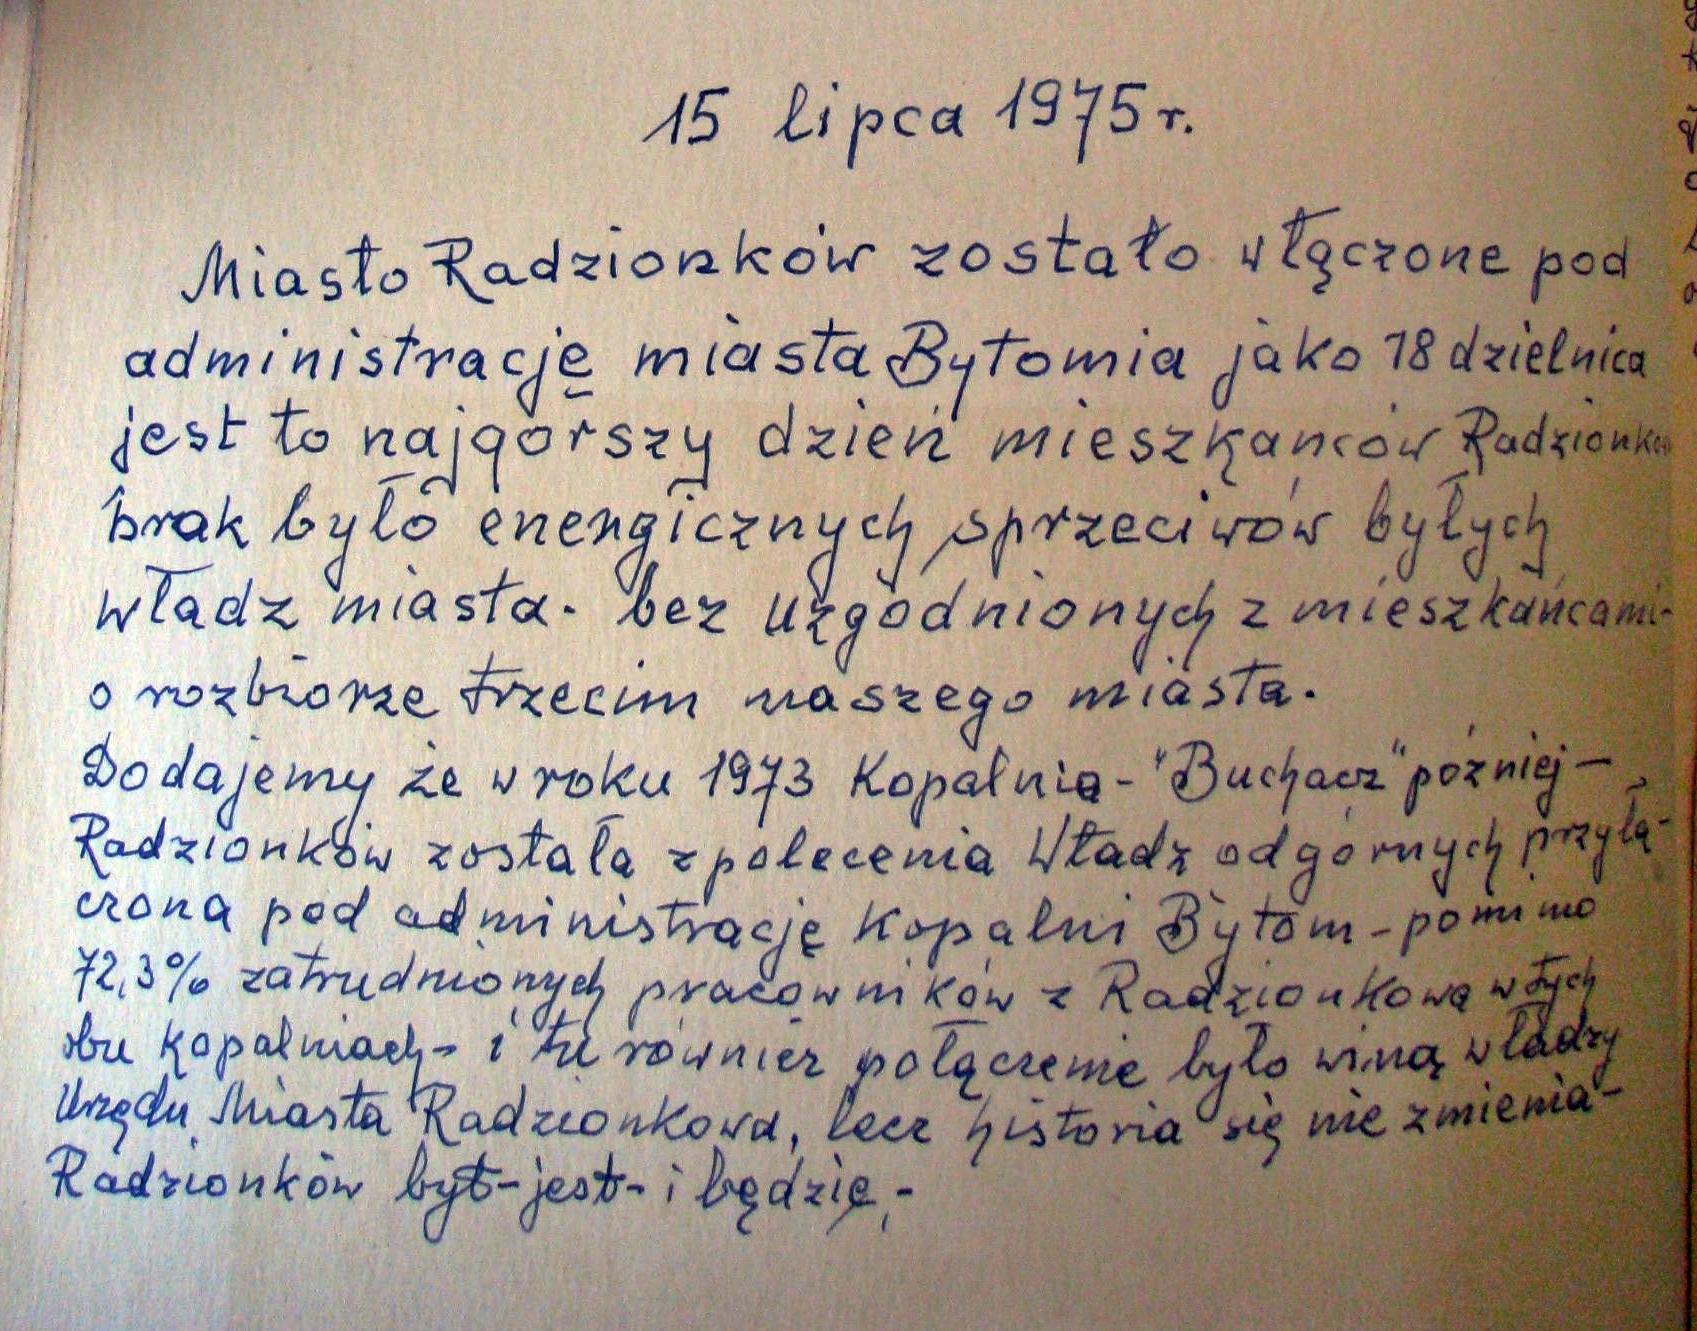 15 lipca 1975 r.
Miasto Radzionków zostało włączone pod
administrację miasta Bytomia jako 18 dzielnica
jest to najgorszy dzień mieszkańców Radzionkow
brak było energicznych sprzeciwów byłych
władz miasta. bez uzgodnionych z mieszkańcami-
o rozbiorze trzecim naszego miasta.
Dodajemy że w roku 1973 Kopalnia - "Buchacz" później —
Radzionków została z polecenia Władz odgórnych przyłą-
czona pod administrację Kopalni Bytom - pomimo
72,3% zatrudnionych pracowników z Radzionkowa w tych
obu kopalniach - i tu również połączenie było winą władzy
Urzędu Miasta Radzionkowa, lecz historia się nie zmienia -
Radzionków był - jest - i będzie, -